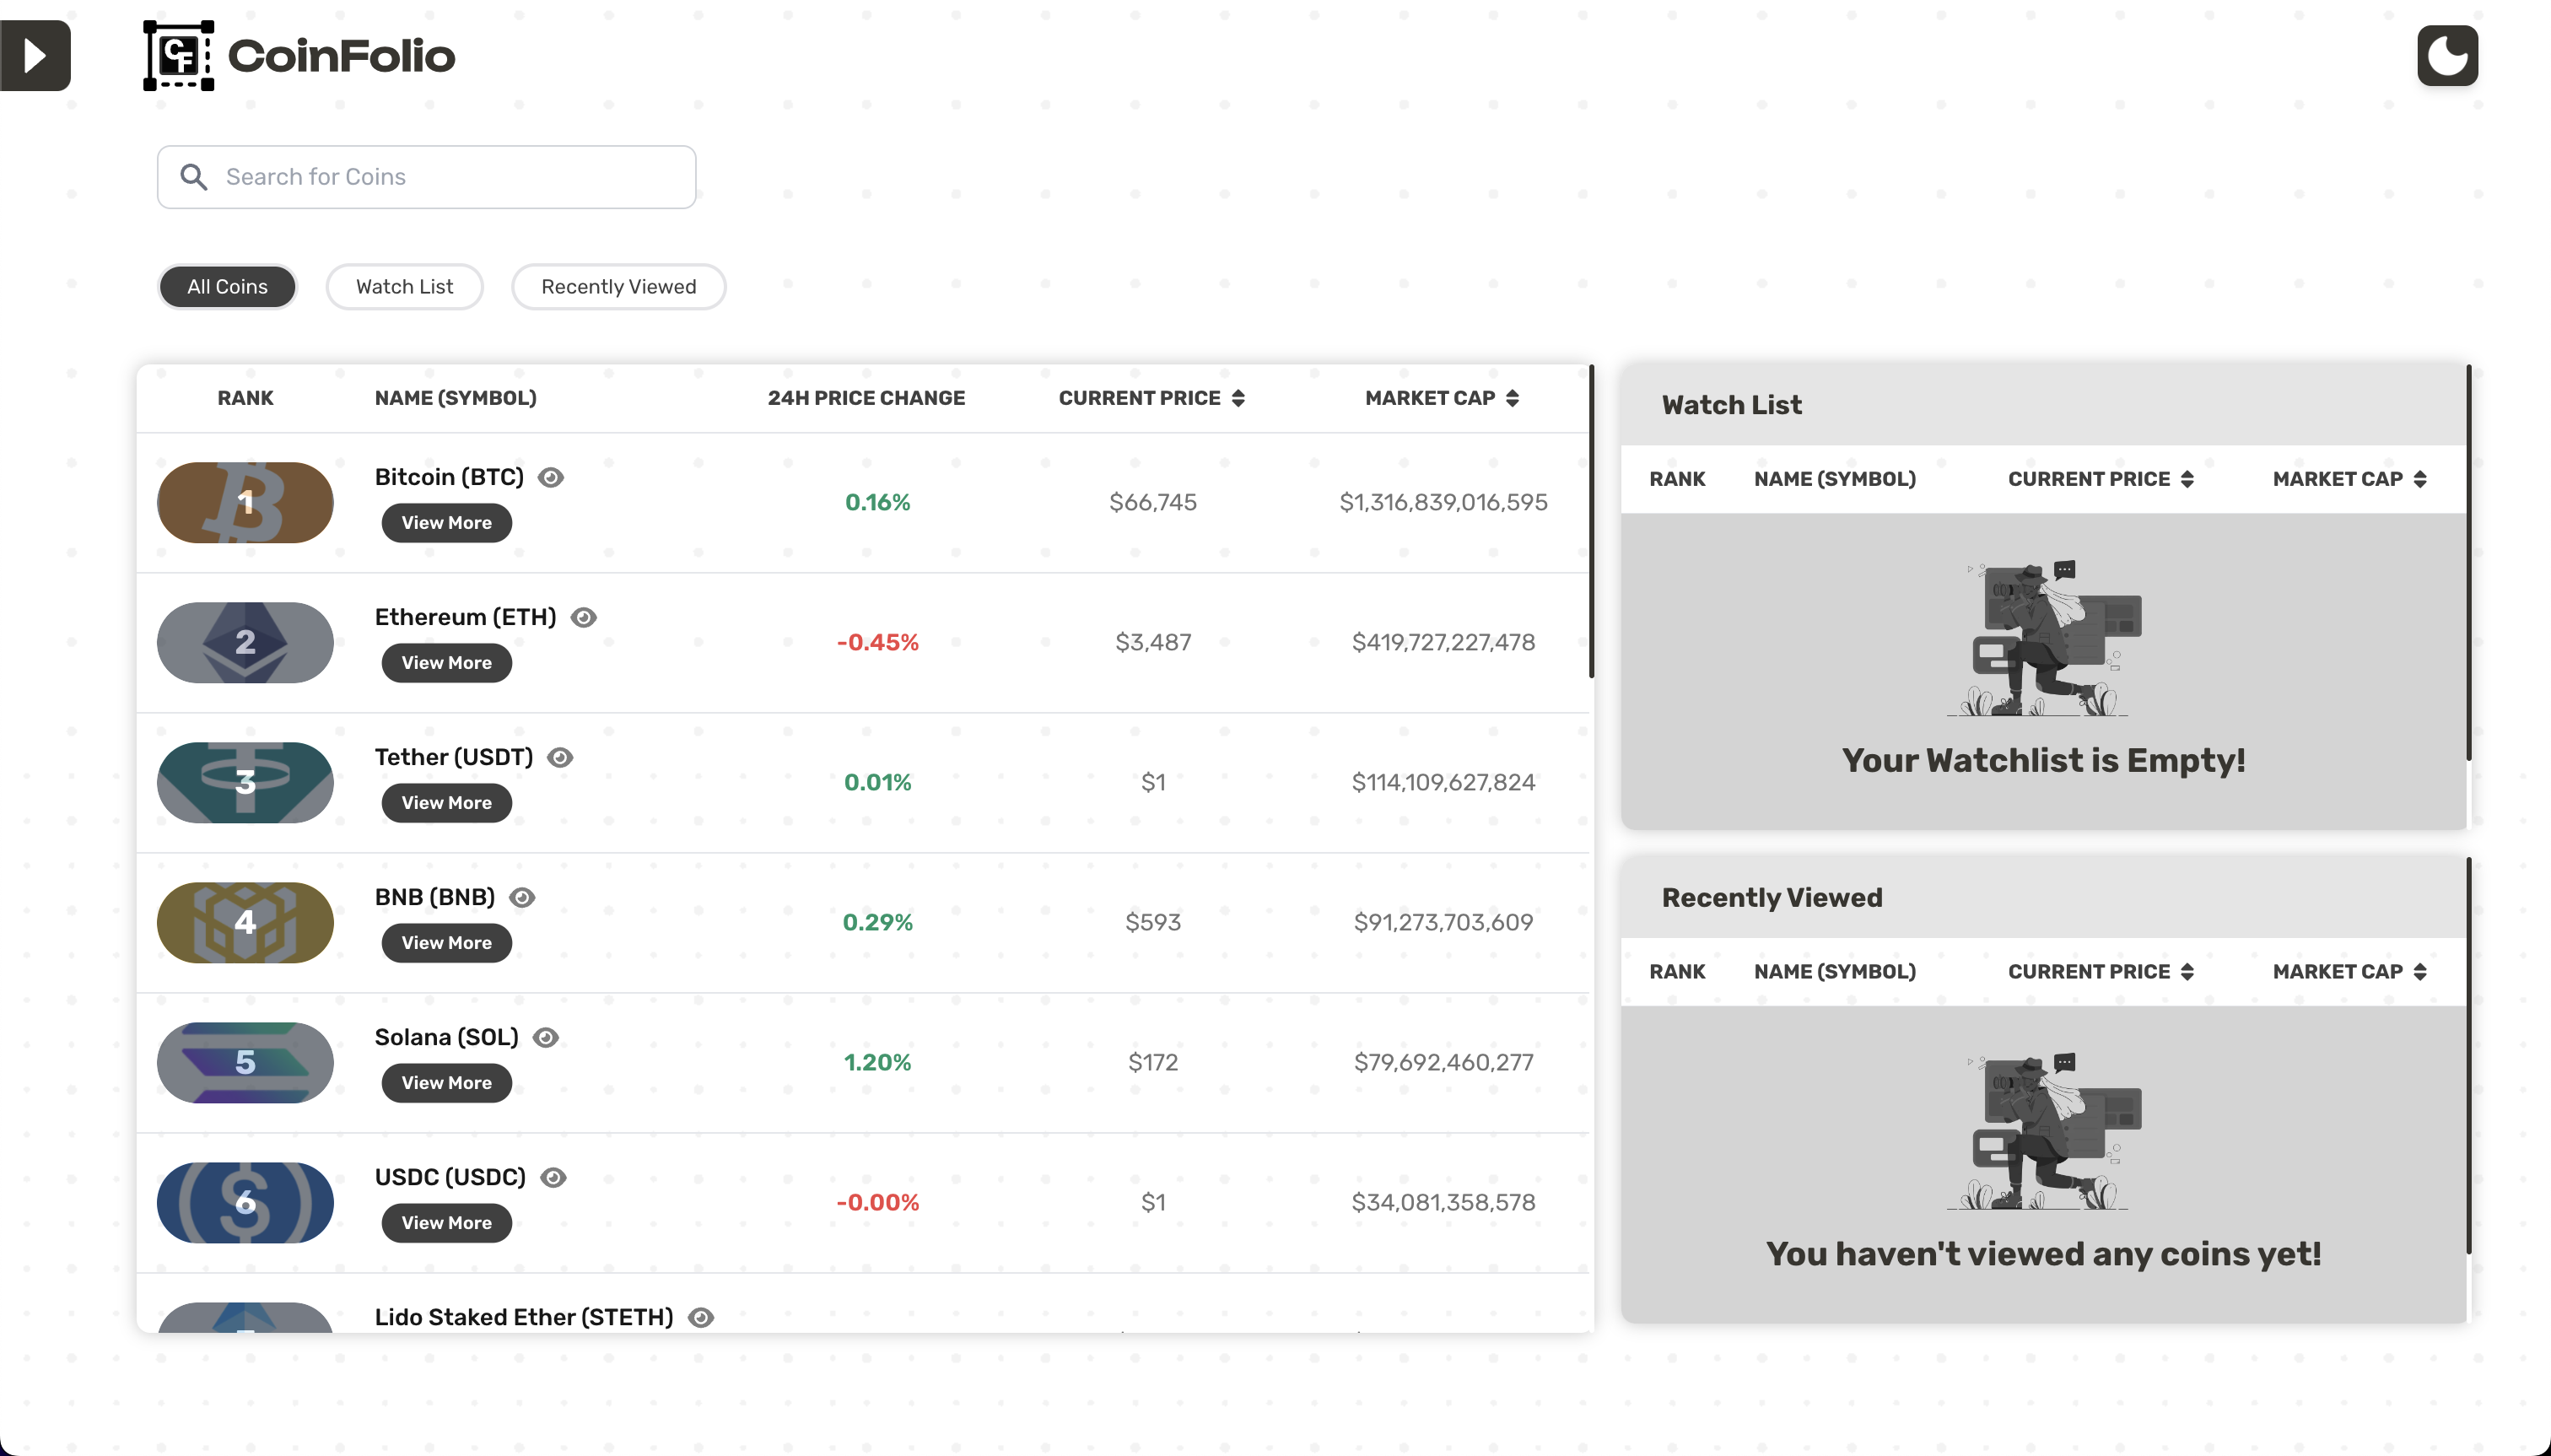 CF CoinFolio
Search for Coins
All Coins Watch List Recently Viewed
RANK NAME (SYMBOL) 24H PRICE CHANGE CURRENT PRICE MARKET CAP
1 Bitcoin (BTC) 0.16% $66,745 $1,316,839,016,595
View More
2 Ethereum (ETH) -0.45% $3,487 $419,727,227,478
View More
3 Tether (USDT) 0.01% $1 $114,109,627,824
View More
4 BNB (BNB) 0.29% $593 $91,273,703,609
View More
5 Solana (SOL) 1.20% $172 $79,692,460,277
View More
6 USDC (USDC) -0.00% $1 $34,081,358,578
View More
Lido Staked Ether (STETH)
Watch List
RANK NAME (SYMBOL) CURRENT PRICE MARKET CAP
Your Watchlist is Empty!
Recently Viewed
RANK NAME (SYMBOL) CURRENT PRICE MARKET CAP
You haven't viewed any coins yet!